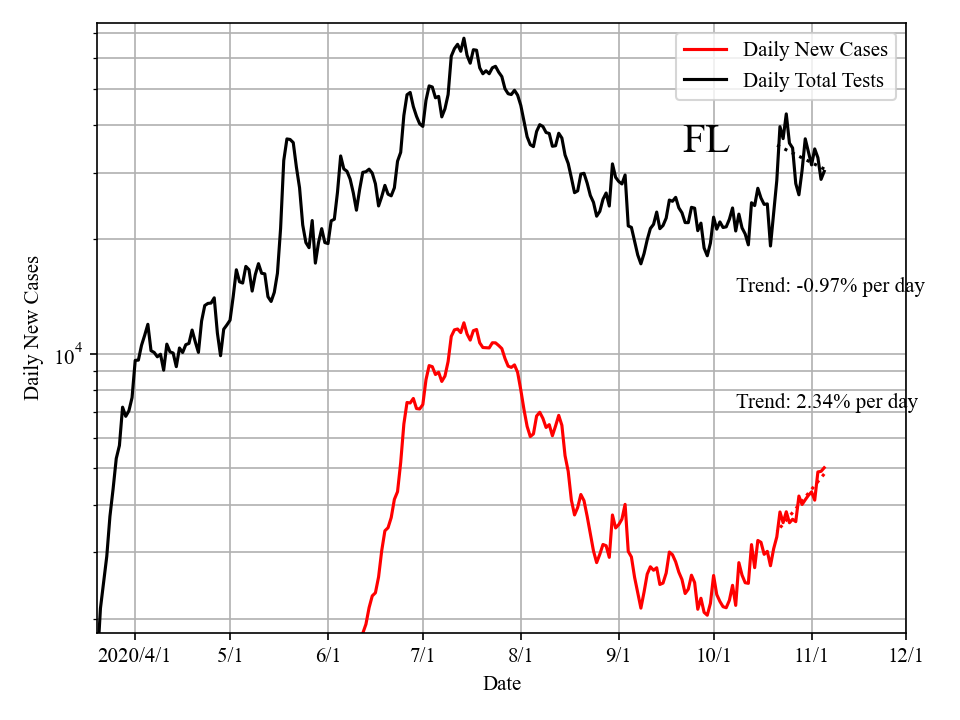 Daily New Cases
Daily Total Tests
FL
Trend: -0.97% per day
Trend: 2.34% per day
Daily New Cases
10^4
2020/4/1 5/1 6/1 7/1 8/1 9/1 10/1 11/1 12/1
Date